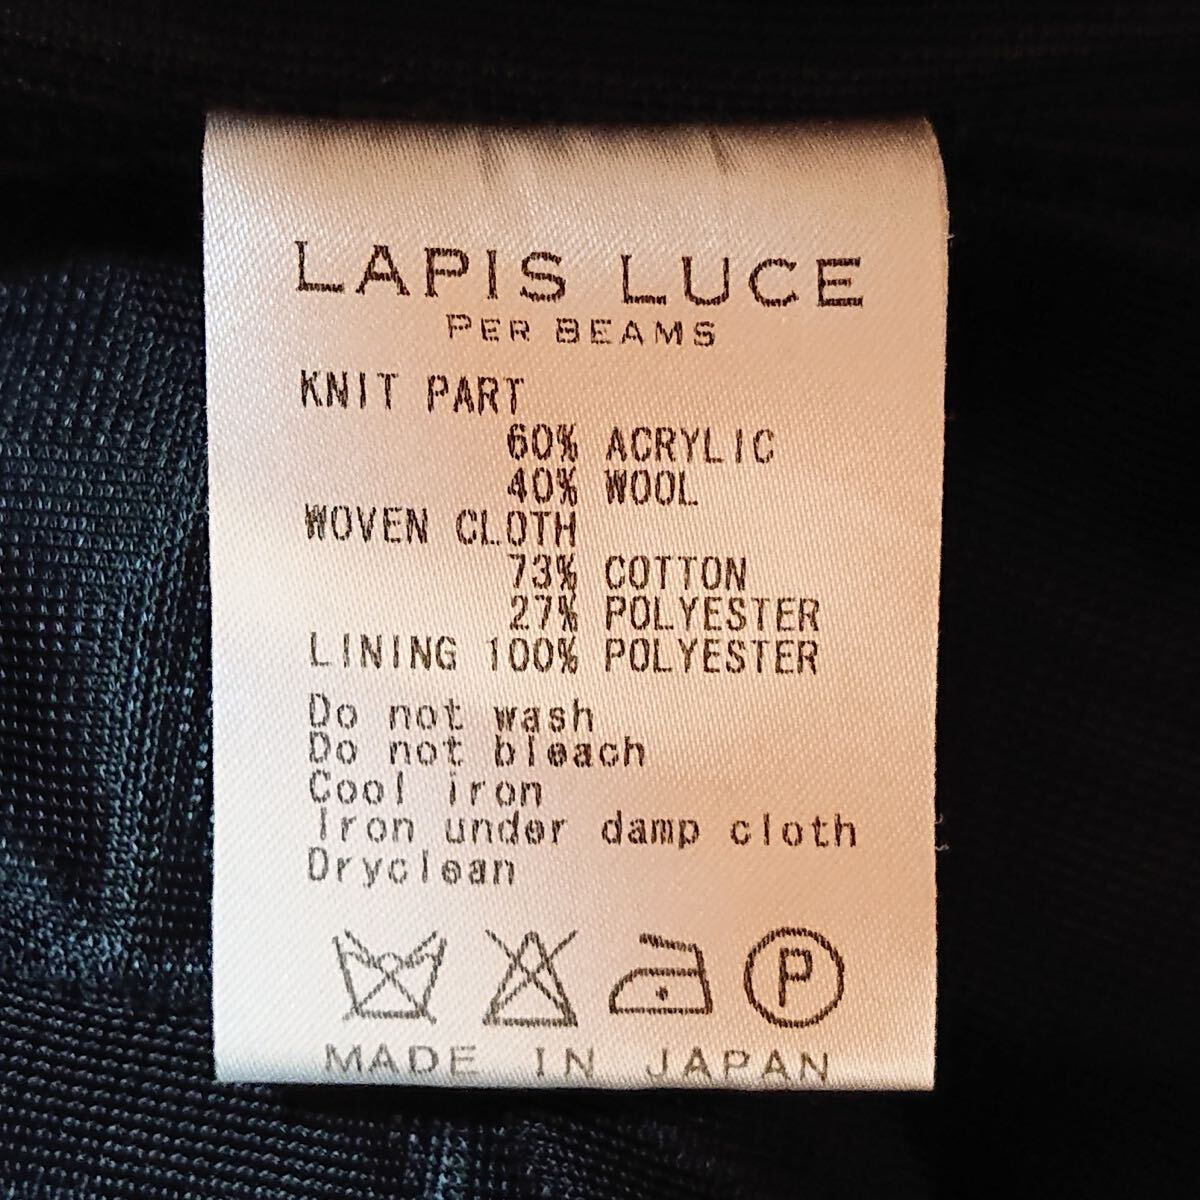 LAPIS LUCE
PER BEAMS
KNIT PART
60% ACRYLIC
40% WOOL
WOVEN CLOTH
73% COTTON
27% POLYESTER
LINING 100% POLYESTER
Do not wash
Do not bleach
Cool iron
Iron under damp cloth
Dryclean
P
MADE IN JAPAN